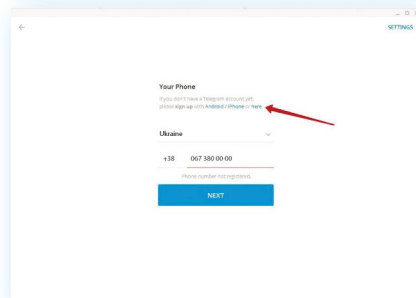 SETTINGS
Your Phone
If you don't have a Telegram account yet,
please sign up with Android / iPhone or here
Ukraine
+38 067 380 00 00
Phone number not registered.
NEXT